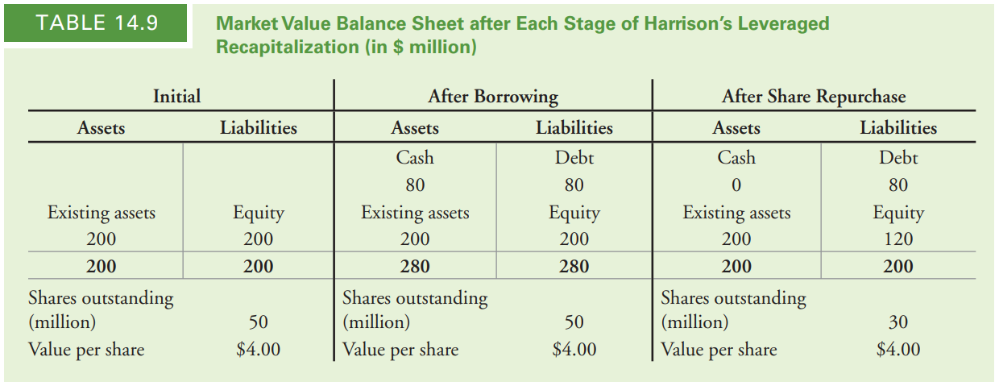 TABLE 14.9
Market Value Balance Sheet after Each Stage of Harrison's Leveraged
Recapitalization (in $ million)
Initial After Borrowing After Share Repurchase
Assets Liabilities Assets Liabilities Assets Liabilities
Cash Debt Cash Debt
80 80 0 80
Existing assets Equity Existing assets Equity Existing assets Equity
200 200 200 200 200 120
200 200 280 280 200 200
Shares outstanding Shares outstanding Shares outstanding
(million) 50 (million) 50 (million) 30
Value per share $4.00 Value per share $4.00 Value per share $4.00